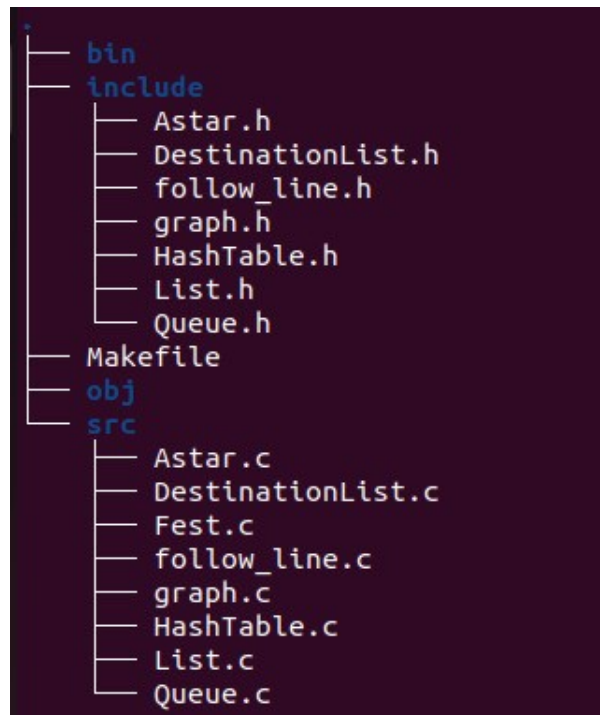 .
├── bin
├── include
│   ├── Astar.h
│   ├── DestinationList.h
│   ├── follow_line.h
│   ├── graph.h
│   ├── HashTable.h
│   ├── List.h
│   └── Queue.h
├── Makefile
├── obj
└── src
    ├── Astar.c
    ├── DestinationList.c
    ├── Fest.c
    ├── follow_line.c
    ├── graph.c
    ├── HashTable.c
    ├── List.c
    └── Queue.c